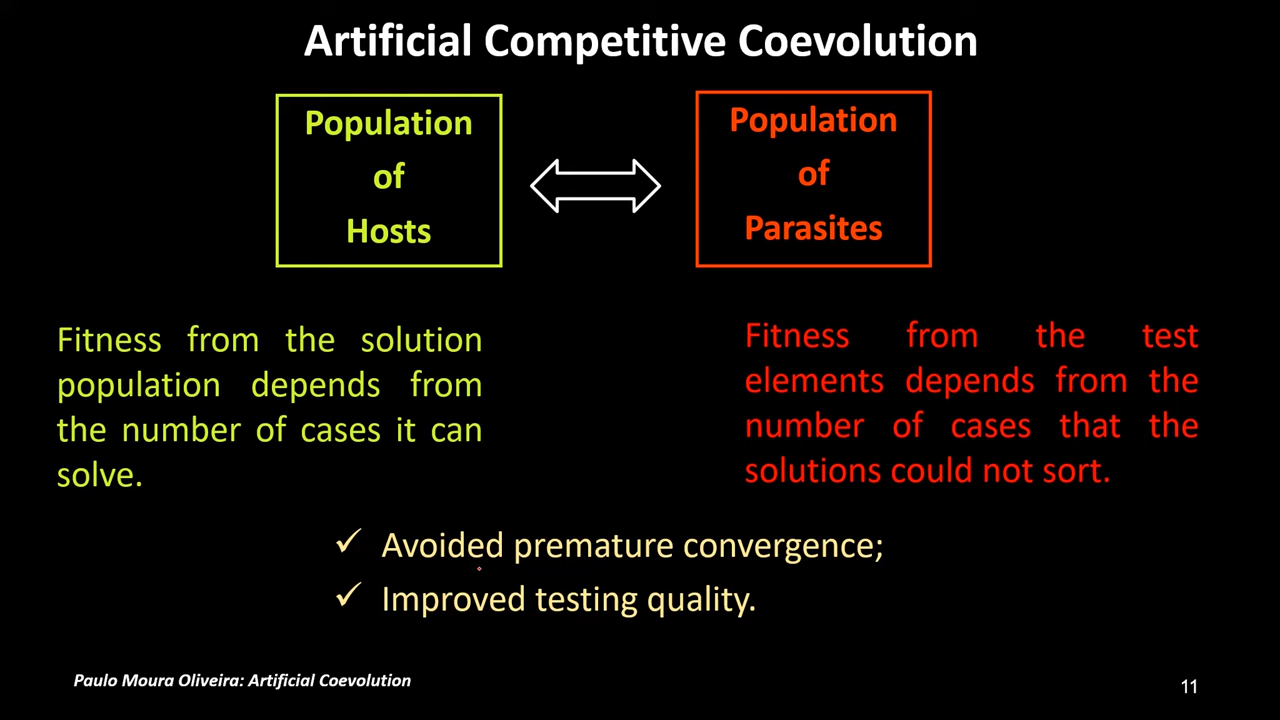 Artificial Competitive Coevolution
Population
of
Hosts
Population
of
Parasites
Fitness from the solution
population depends from
the number of cases it can
solve.
Fitness from the test
elements depends from the
number of cases that the
solutions could not sort.
✓ Avoided premature convergence;
✓ Improved testing quality.
Paulo Moura Oliveira: Artificial Coevolution
11